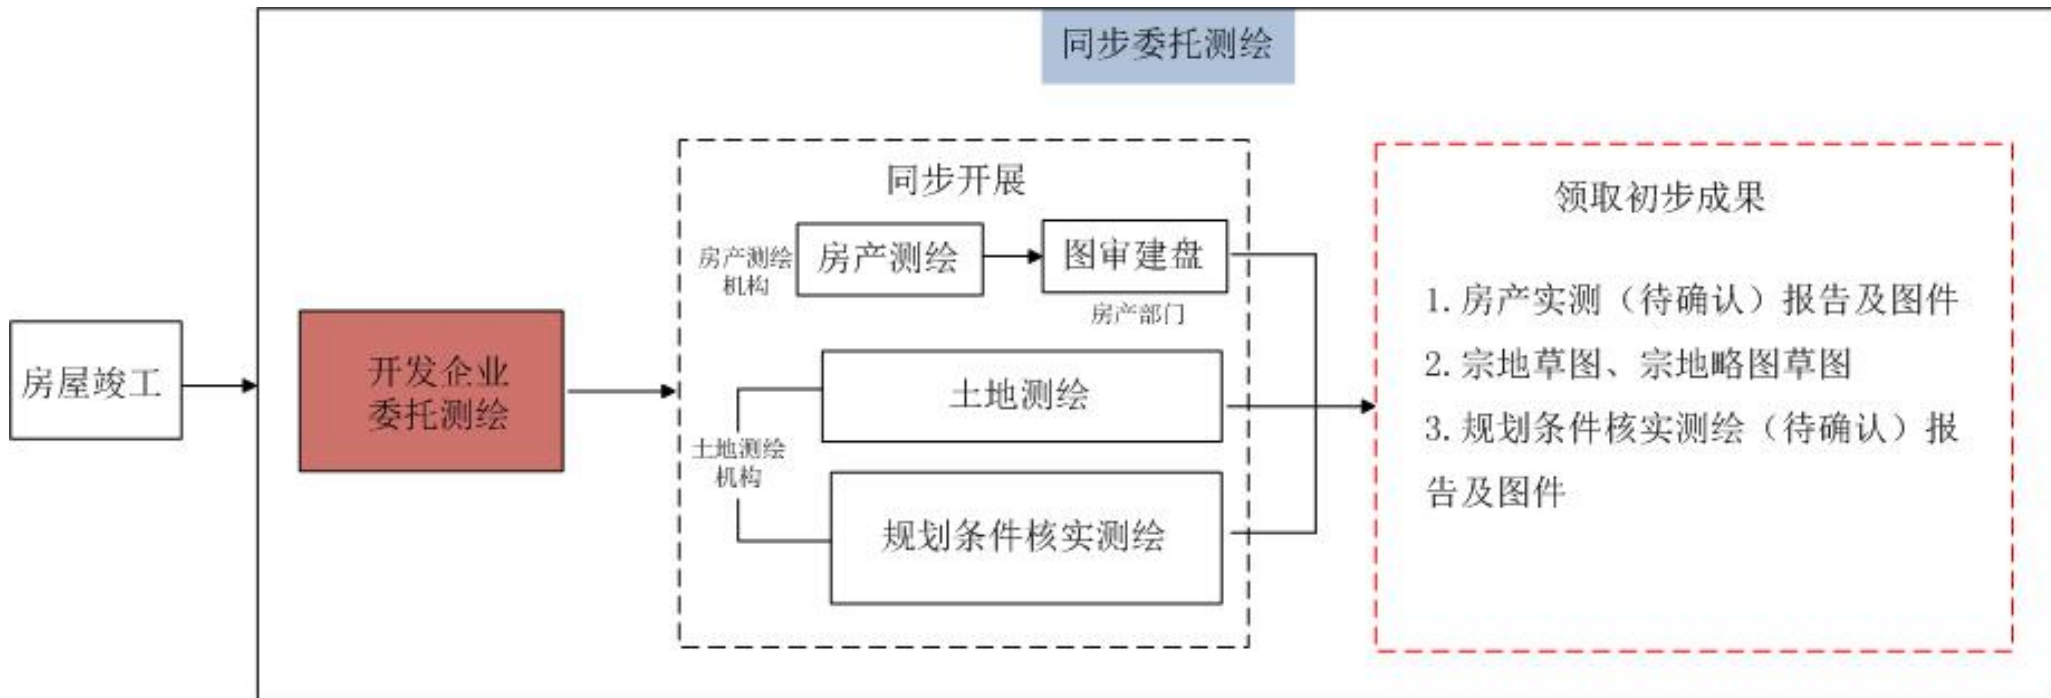 同步委托测绘
房屋竣工
开发企业
委托测绘
同步开展
房产测绘
机构
房产测绘
图审建盘
房产部门
土地测绘
土地测绘
机构
规划条件核实测绘
领取初步成果
1.房产实测（待确认）报告及图件
2.宗地草图、宗地略图草图
3.规划条件核实测绘（待确认）报
告及图件